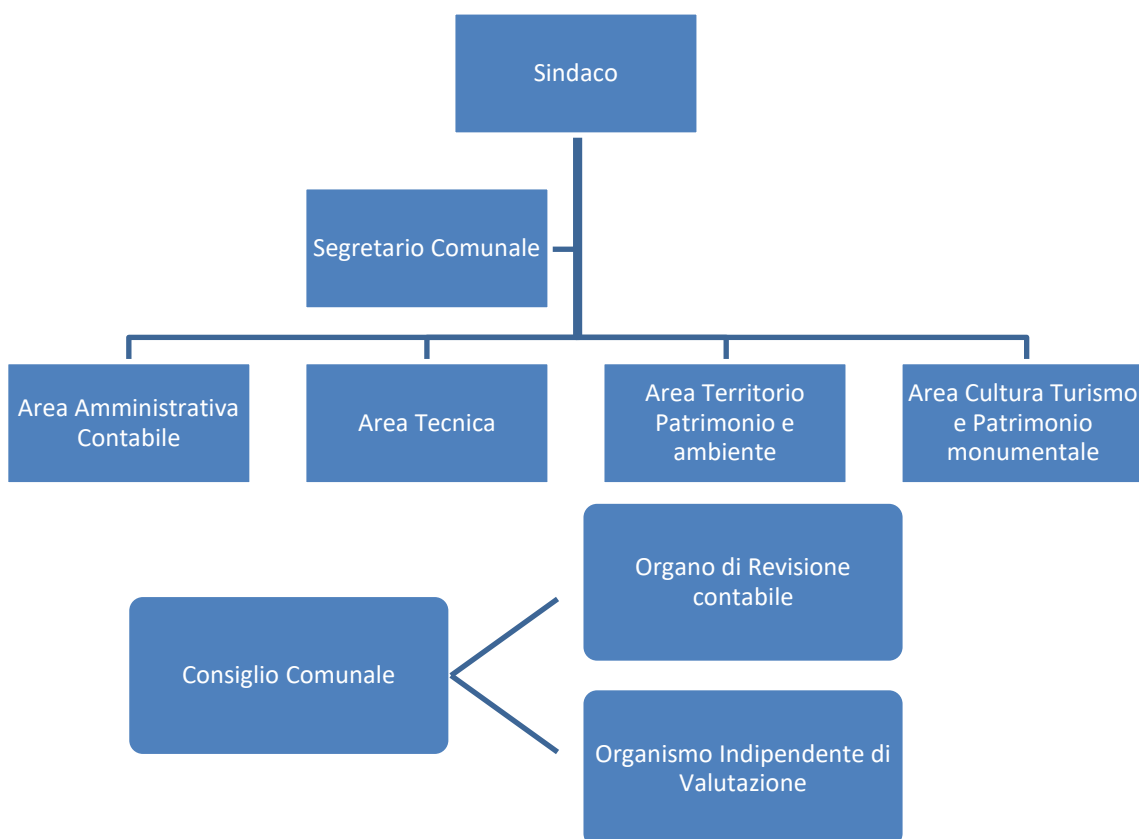 Sindaco
Segretario Comunale
Area Amministrativa
Contabile
Area Tecnica
Area Territorio
Patrimonio e
ambiente
Area Cultura Turismo
e Patrimonio
monumentale
Organo di Revisione
contabile
Consiglio Comunale
Organismo Indipendente di
Valutazione